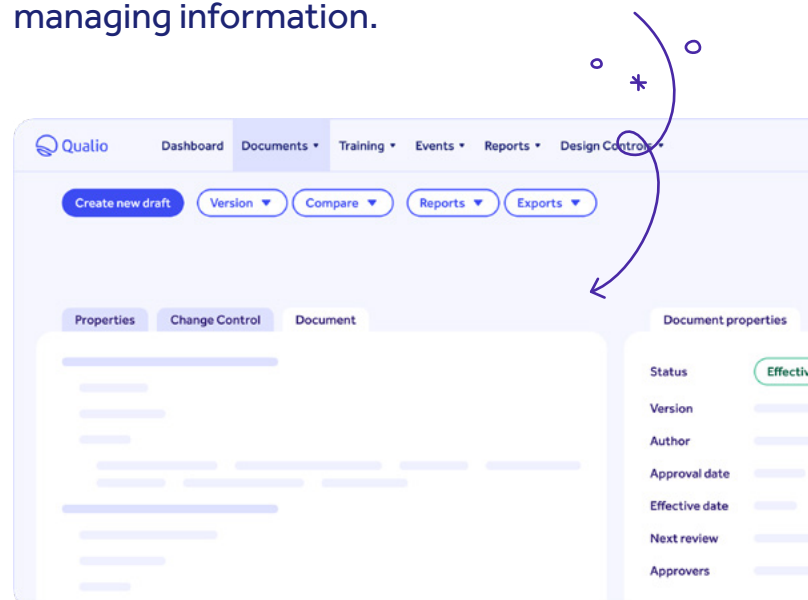 managing information.
Qualio Dashboard Documents Training Events Reports Design Controls
Create new draft Version Compare Reports Exports
Properties Change Control Document
Document properties
Status
Version
Author
Approval date
Effective date
Next review
Approvers